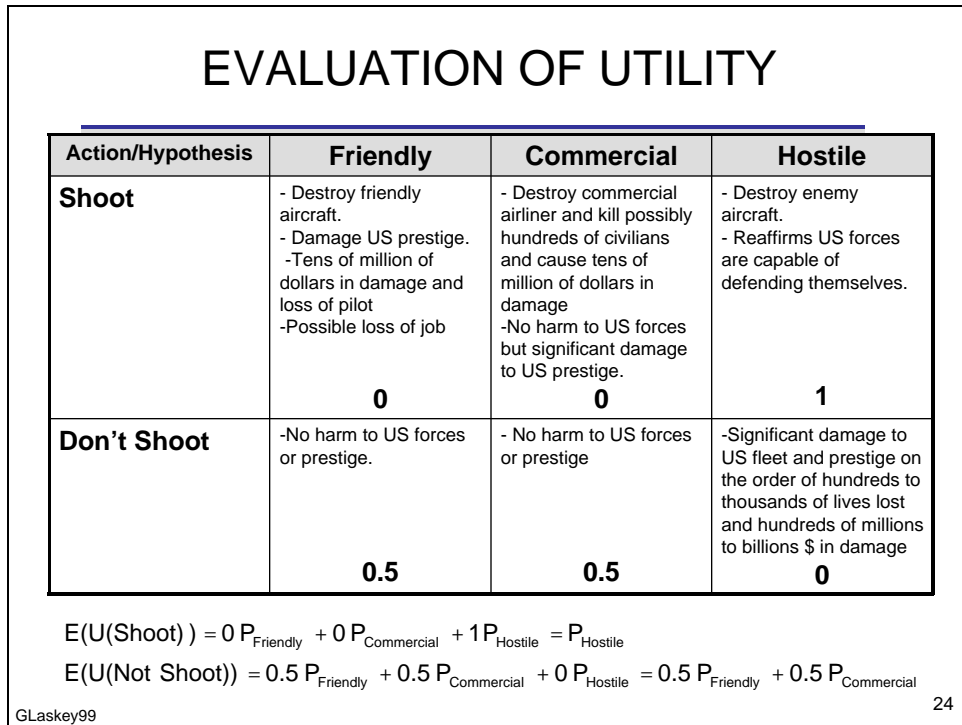 EVALUATION OF UTILITY
Action/Hypothesis
Friendly
Commercial
Hostile
Shoot
- Destroy friendly
aircraft.
- Damage US prestige.
-Tens of million of
dollars in damage and
loss of pilot
-Possible loss of job
0
- Destroy commercial
airliner and kill possibly
hundreds of civilians
and cause tens of
million of dollars in
damage
-No harm to US forces
but significant damage
to US prestige.
0
- Destroy enemy
aircraft.
- Reaffirms US forces
are capable of
defending themselves.
1
Don't Shoot
-No harm to US forces
or prestige.
0.5
- No harm to US forces
or prestige
0.5
-Significant damage to
US fleet and prestige on
the order of hundreds to
thousands of lives lost
and hundreds of millions
to billions $ in damage
0
E(U(Shoot) ) = 0 P_Friendly + 0 P_Commercial + 1P_Hostile = P_Hostile
E(U(Not Shoot)) = 0.5 P_Friendly + 0.5 P_Commercial + 0 P_Hostile = 0.5 P_Friendly + 0.5 P_Commercial
GLaskey99
24